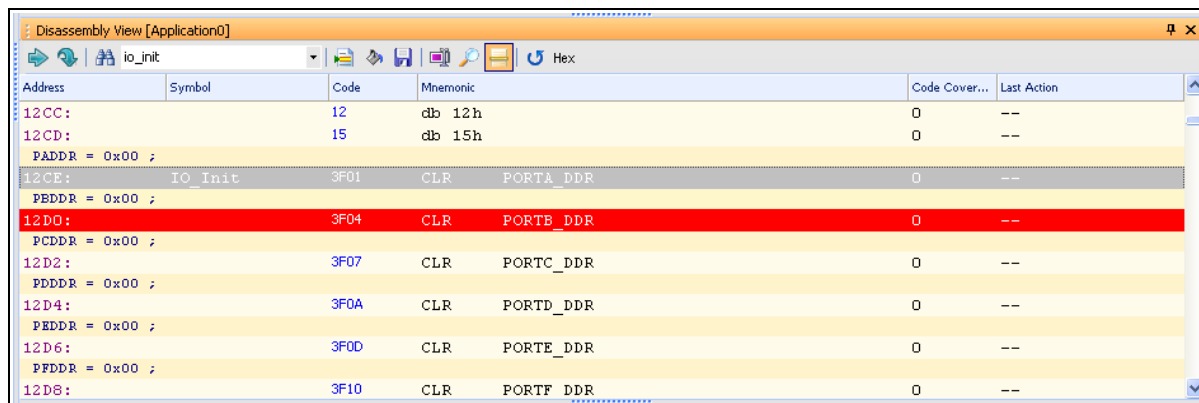 Disassembly View [Application0]
io_init Hex
Address Symbol Code Mnemonic Code Cover... Last Action
12CC: 12 db 12h 0 --
12CD: 15 db 15h 0 --
PADDR = 0x00 ;
12CE: IO_Init 3F01 CLR PORTA_DDR 0 --
PBDDR = 0x00 ;
12D0: 3F04 CLR PORTB_DDR 0 --
PCDDR = 0x00 ;
12D2: 3F07 CLR PORTC_DDR 0 --
PDDDR = 0x00 ;
12D4: 3F0A CLR PORTD_DDR 0 --
PEDDR = 0x00 ;
12D6: 3F0D CLR PORTE_DDR 0 --
PFDDR = 0x00 ;
12D8: 3F10 CLR PORTF_DDR 0 --